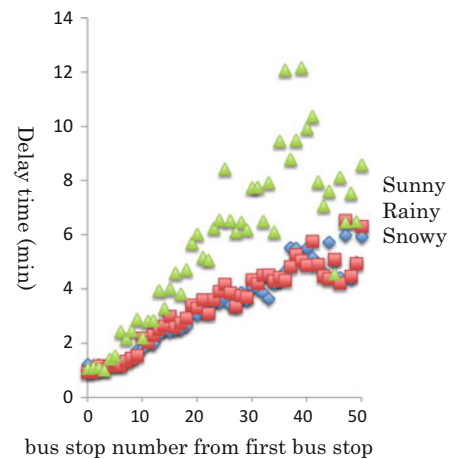 14
12
10
8
6
4
2
0
Delay time (min)
Sunny
Rainy
Snowy
0 10 20 30 40 50
bus stop number from first bus stop